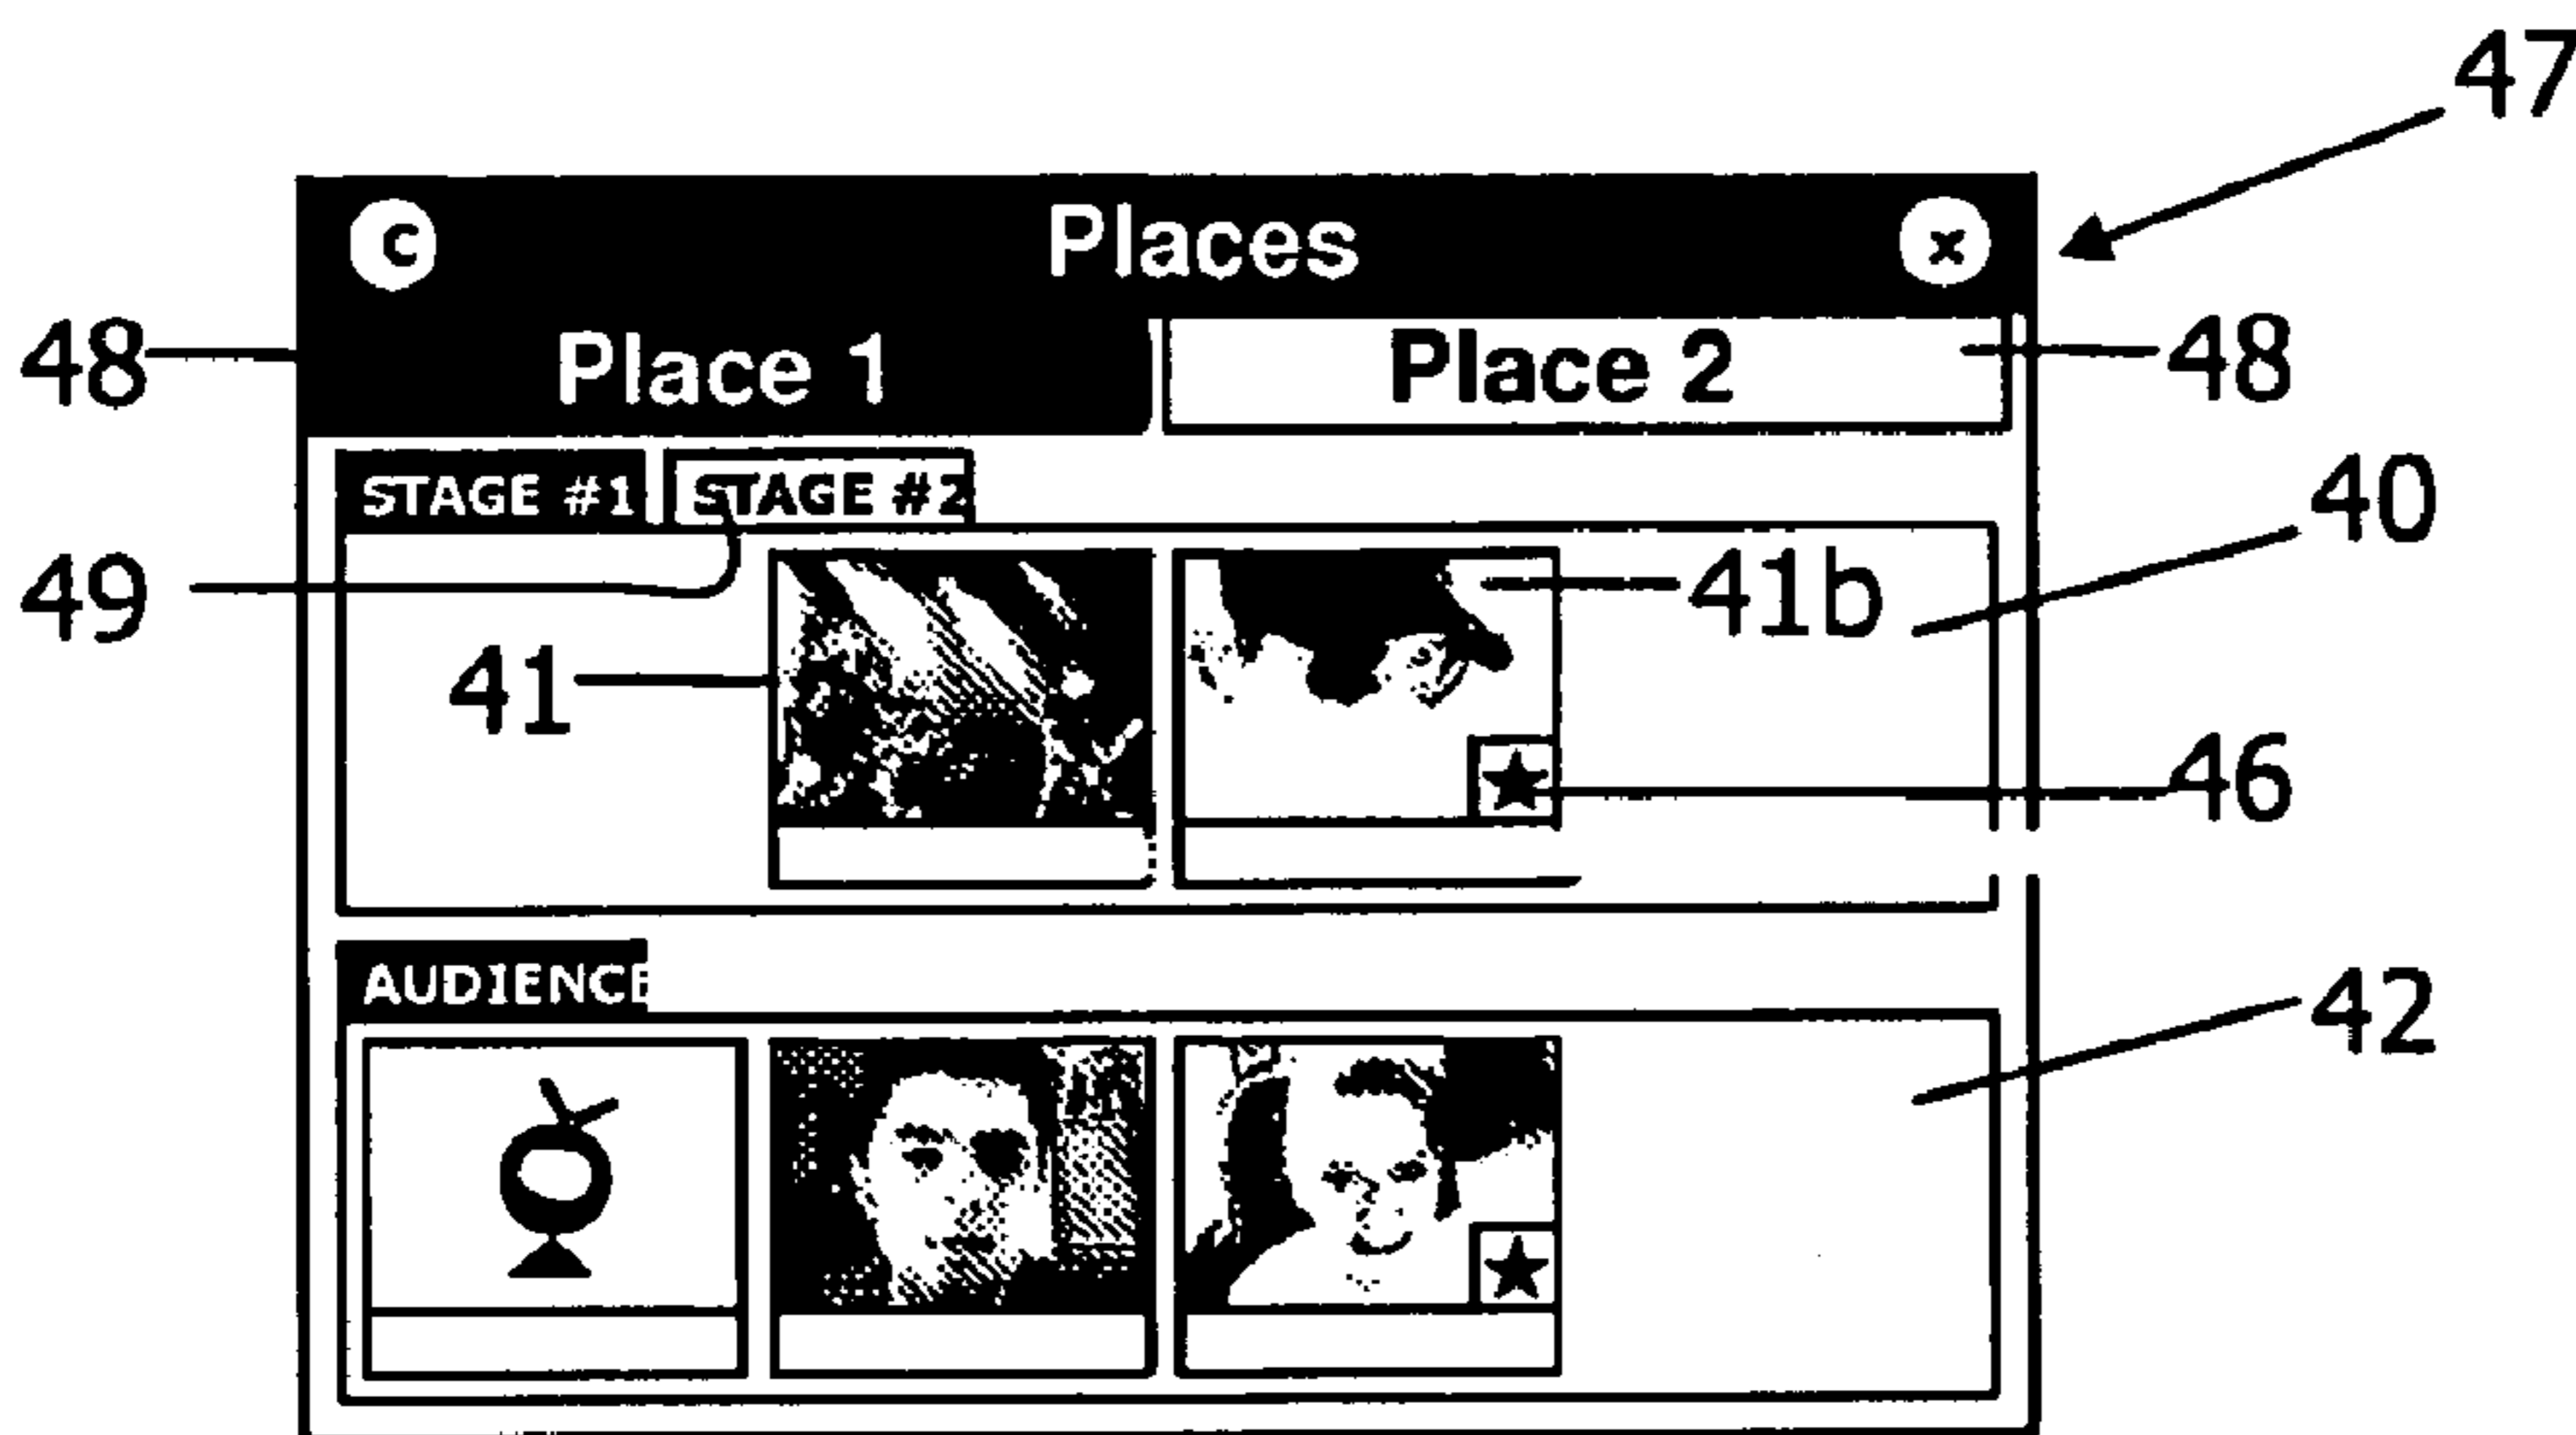 47
C Places x
48 Place 1 Place 2 48
STAGE #1 STAGE #2
40
49
41b
41
46
AUDIENCE
42